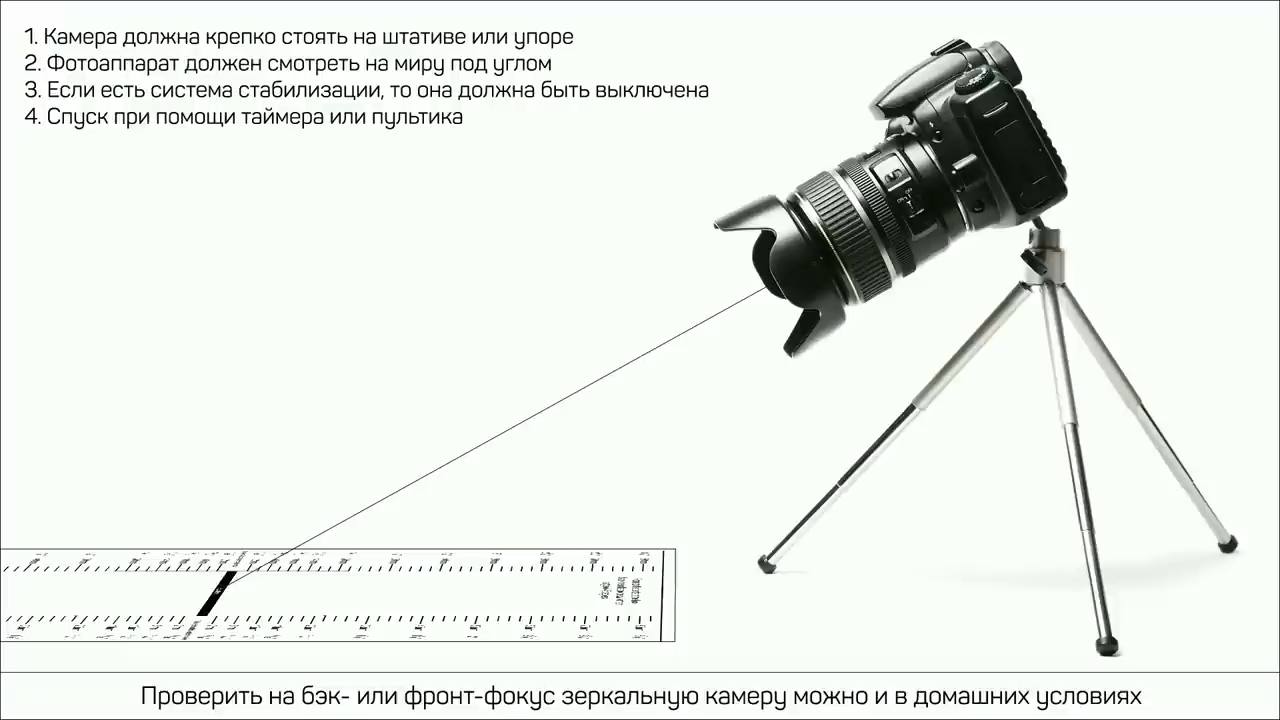 1. Камера должна крепко стоять на штативе или упоре
2. Фотоаппарат должен смотреть на миру под углом
3. Если есть система стабилизации, то она должна быть выключена
4. Спуск при помощи таймера или пультика
Проверить на бэк- или фронт-фокус зеркальную камеру можно и в домашних условиях